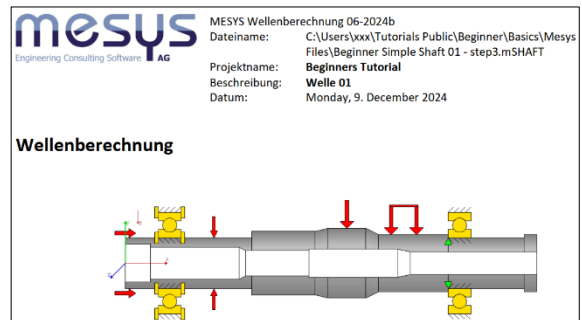 mesys
Engineering Consulting Software AG
MESYS Wellenberechnung 06-2024b
Dateiname: C:\Users\xxx\Tutorials Public\Beginner\Basics\Mesys
Files\Beginner Simple Shaft 01 - step3.mSHAFT
Projektname: Beginners Tutorial
Beschreibung: Welle 01
Datum: Monday, 9. December 2024
Wellenberechnung